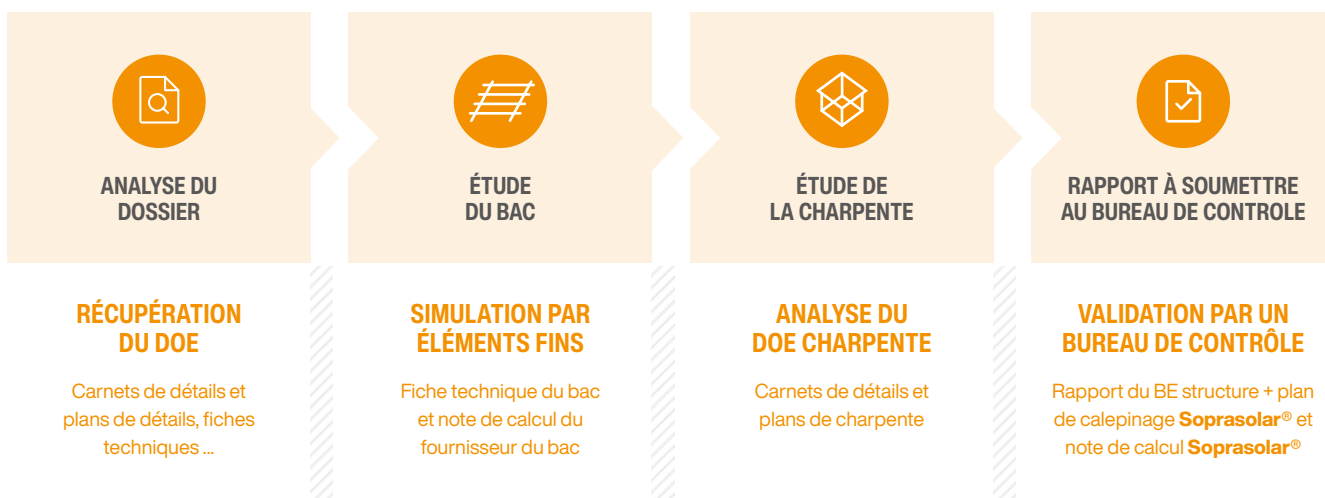 ANALYSE DU
DOSSIER
RÉCUPÉRATION
DU DOE
Carnets de détails et
plans de détails, fiches
techniques ...
ÉTUDE
DU BAC
SIMULATION PAR
ÉLÉMENTS FINS
Fiche technique du bac
et note de calcul du
fournisseur du bac
ÉTUDE DE
LA CHARPENTE
ANALYSE DU
DOE CHARPENTE
Carnets de détails et
plans de charpente
RAPPORT À SOUMETTRE
AU BUREAU DE CONTROLE
VALIDATION PAR UN
BUREAU DE CONTRÔLE
Rapport du BE structure + plan
de calepinage Soprasolar® et
note de calcul Soprasolar®